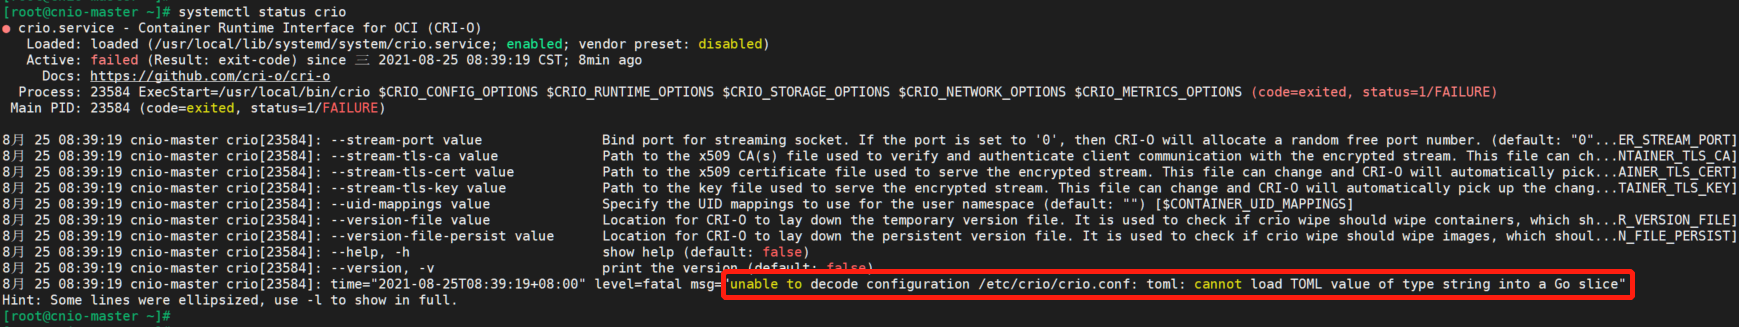 [root@cnio-master ~]# systemctl status crio
● crio.service - Container Runtime Interface for OCI (CRI-O)
Loaded: loaded (/usr/local/lib/systemd/system/crio.service; enabled; vendor preset: disabled)
Active: failed (Result: exit-code) since 三 2021-08-25 08:39:19 CST; 8min ago
Docs: https://github.com/cri-o/cri-o
Process: 23584 ExecStart=/usr/local/bin/crio $CRIO_CONFIG_OPTIONS $CRIO_RUNTIME_OPTIONS $CRIO_STORAGE_OPTIONS $CRIO_NETWORK_OPTIONS $CRIO_METRICS_OPTIONS (code=exited, status=1/FAILURE)
Main PID: 23584 (code=exited, status=1/FAILURE)
8月 25 08:39:19 cnio-master crio[23584]: --stream-port value Bind port for streaming socket. If the port is set to '0', then CRI-O will allocate a random free port number. (default: "0"...ER_STREAM_PORT]
8月 25 08:39:19 cnio-master crio[23584]: --stream-tls-ca value Path to the x509 CA(s) file used to verify and authenticate client communication with the encrypted stream. This file can ch...NTAINER_TLS_CA]
8月 25 08:39:19 cnio-master crio[23584]: --stream-tls-cert value Path to the x509 certificate file used to serve the encrypted stream. This file can change and CRI-O will automatically pick...AINER_TLS_CERT]
8月 25 08:39:19 cnio-master crio[23584]: --stream-tls-key value Path to the key file used to serve the encrypted stream. This file can change and CRI-O will automatically pick up the chang...TAINER_TLS_KEY]
8月 25 08:39:19 cnio-master crio[23584]: --uid-mappings value Specify the UID mappings to use for the user namespace (default: "") [$CONTAINER_UID_MAPPINGS]
8月 25 08:39:19 cnio-master crio[23584]: --version-file value Location for CRI-O to lay down the temporary version file. It is used to check if crio wipe should wipe containers, which sh...R_VERSION_FILE]
8月 25 08:39:19 cnio-master crio[23584]: --version-file-persist value Location for CRI-O to lay down the persistent version file. It is used to check if crio wipe should wipe images, which shoul...N_FILE_PERSIST]
8月 25 08:39:19 cnio-master crio[23584]: --help, -h show help (default: false)
8月 25 08:39:19 cnio-master crio[23584]: --version, -v print the version (default: false)
8月 25 08:39:19 cnio-master crio[23584]: time="2021-08-25T08:39:19+08:00" level=fatal msg="unable to decode configuration /etc/crio/crio.conf: toml: cannot load TOML value of type string into a Go slice"
Hint: Some lines were ellipsized, use -l to show in full.
[root@cnio-master ~]#